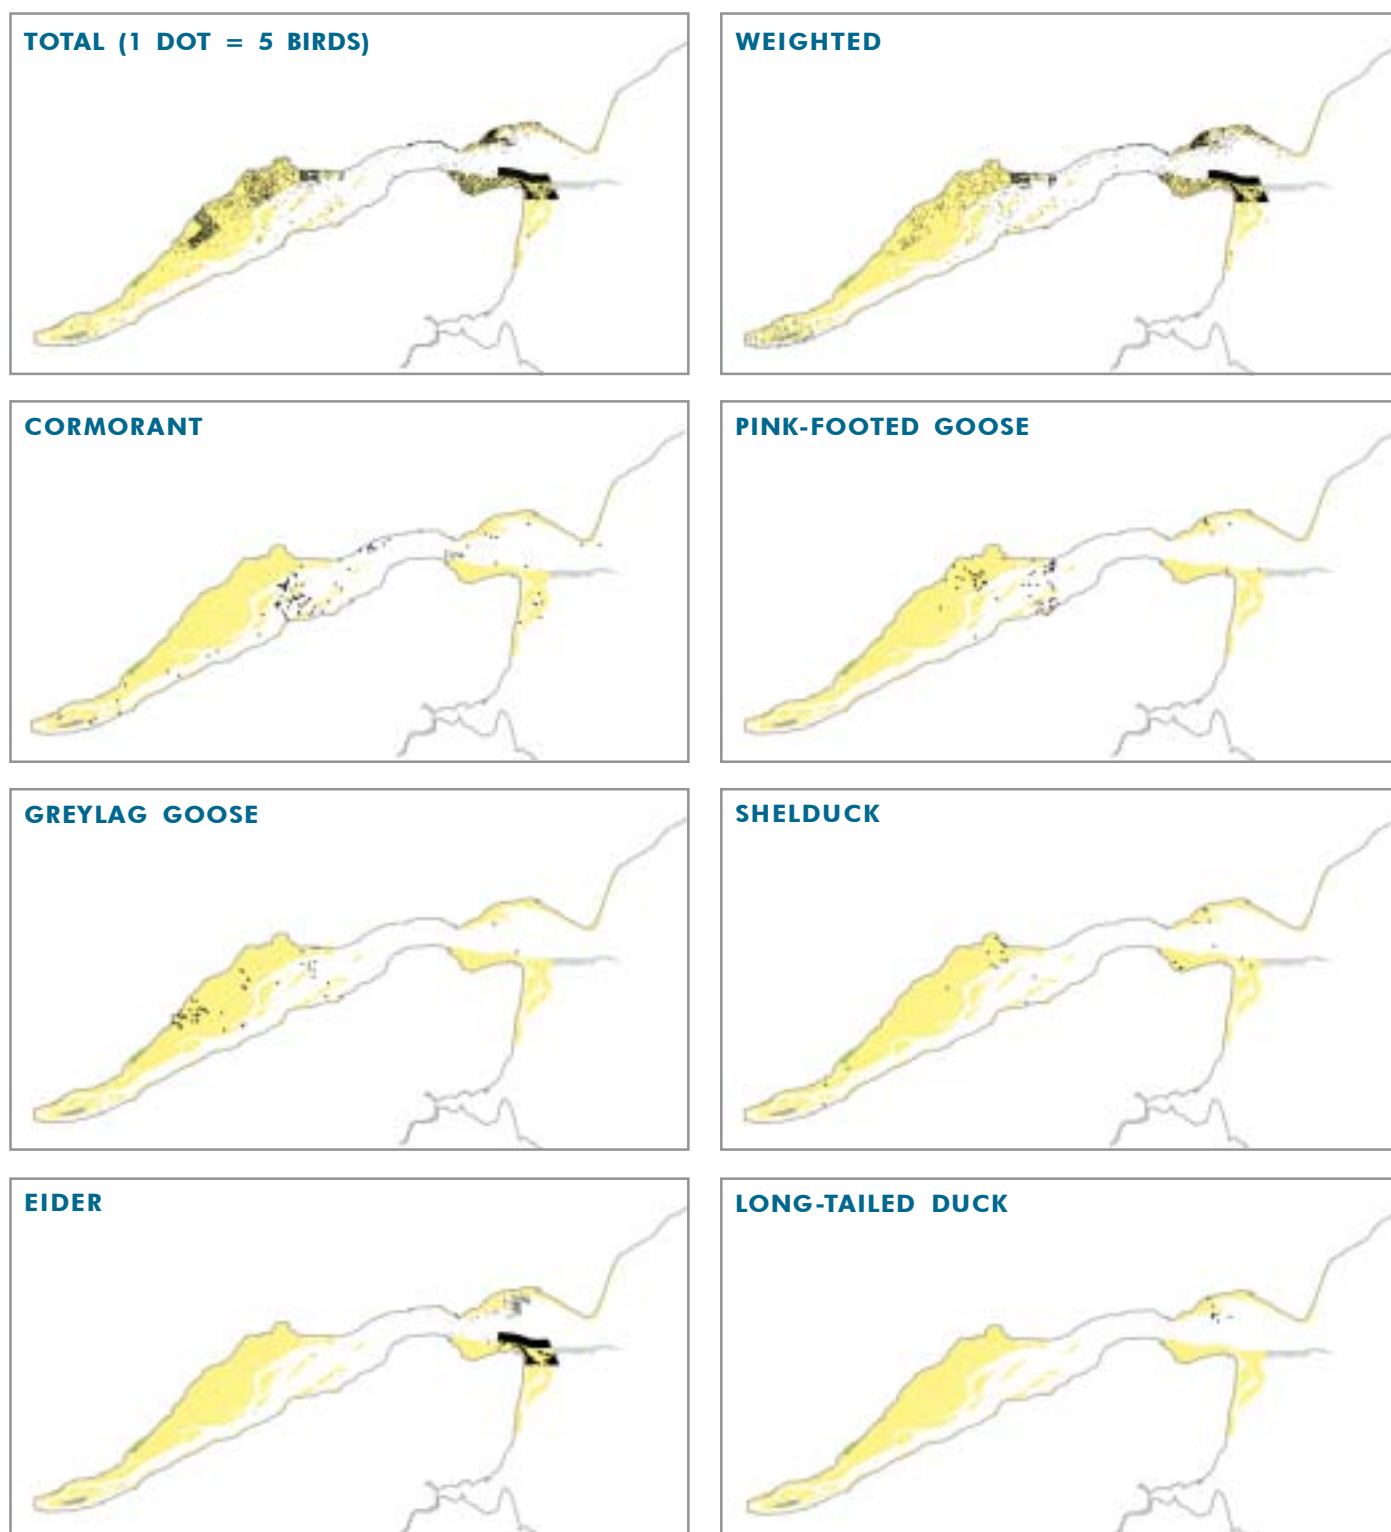 TOTAL (1 DOT = 5 BIRDS)
WEIGHTED
CORMORANT
PINK-FOOTED GOOSE
GREYLAG GOOSE
SHELDUCK
EIDER
LONG-TAILED DUCK